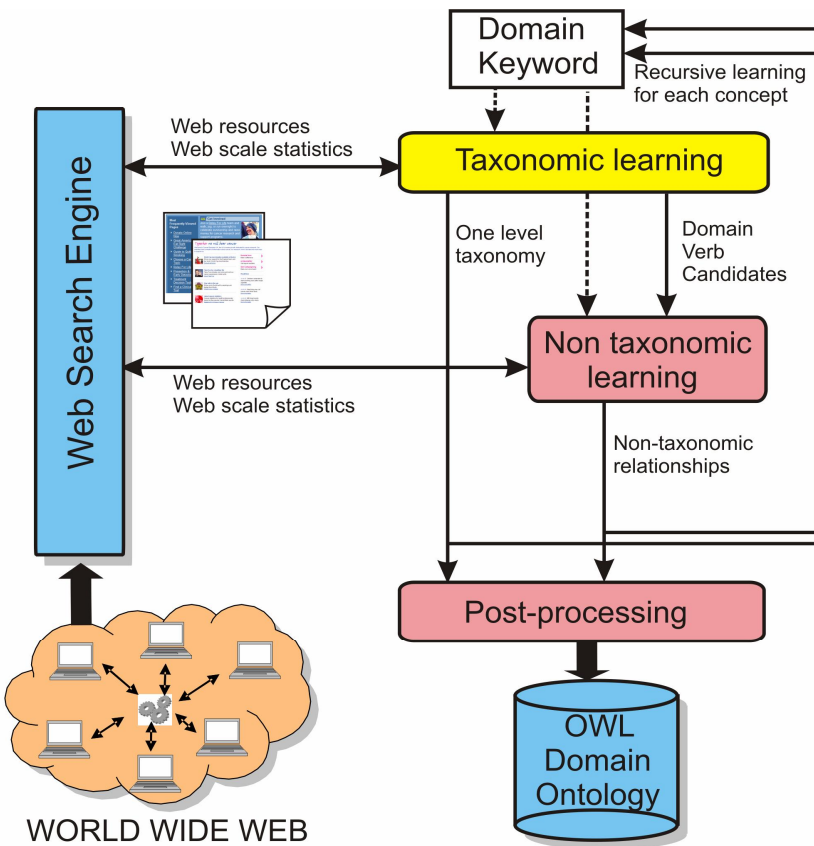 Domain
Keyword
Recursive learning
for each concept
Web resources
Web scale statistics
Taxonomic learning
One level
taxonomy
Domain
Verb
Candidates
Web Search Engine
Non taxonomic
learning
Web resources
Web scale statistics
Non-taxonomic
relationships
Post-processing
OWL
Domain
Ontology
WORLD WIDE WEB